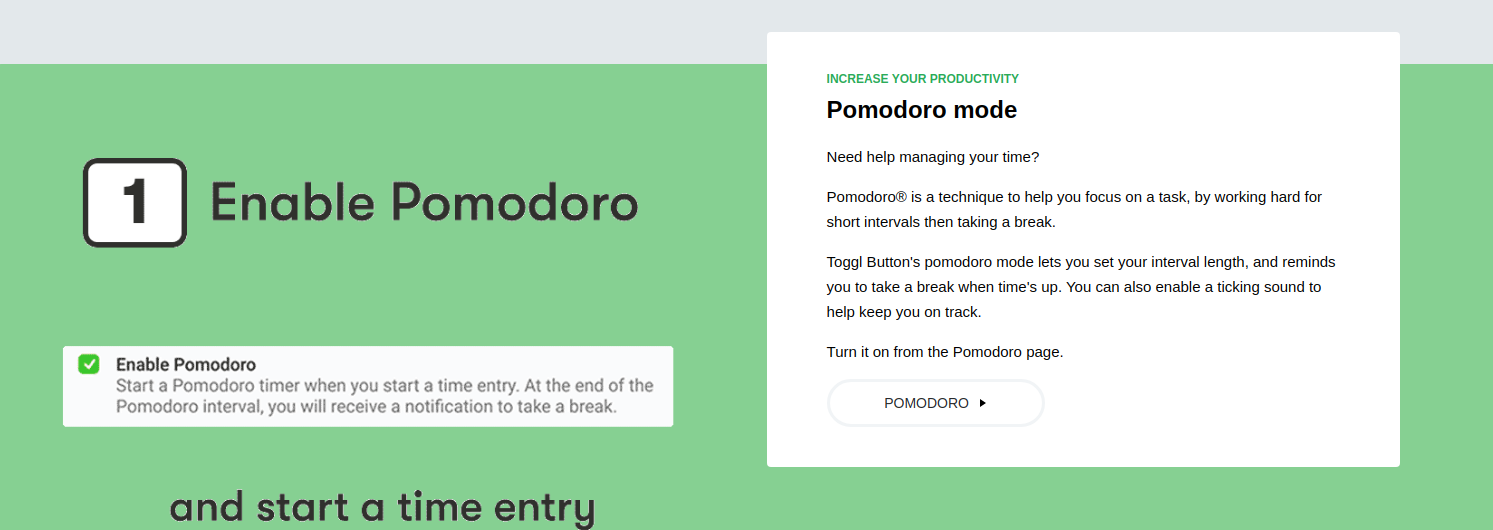 1 Enable Pomodoro
Enable Pomodoro
Start a Pomodoro timer when you start a time entry. At the end of the
Pomodoro interval, you will receive a notification to take a break.
and start a time entry
INCREASE YOUR PRODUCTIVITY
Pomodoro mode
Need help managing your time?
Pomodoro® is a technique to help you focus on a task, by working hard for
short intervals then taking a break.
Toggl Button's pomodoro mode lets you set your interval length, and reminds
you to take a break when time's up. You can also enable a ticking sound to
help keep you on track.
Turn it on from the Pomodoro page.
POMODORO